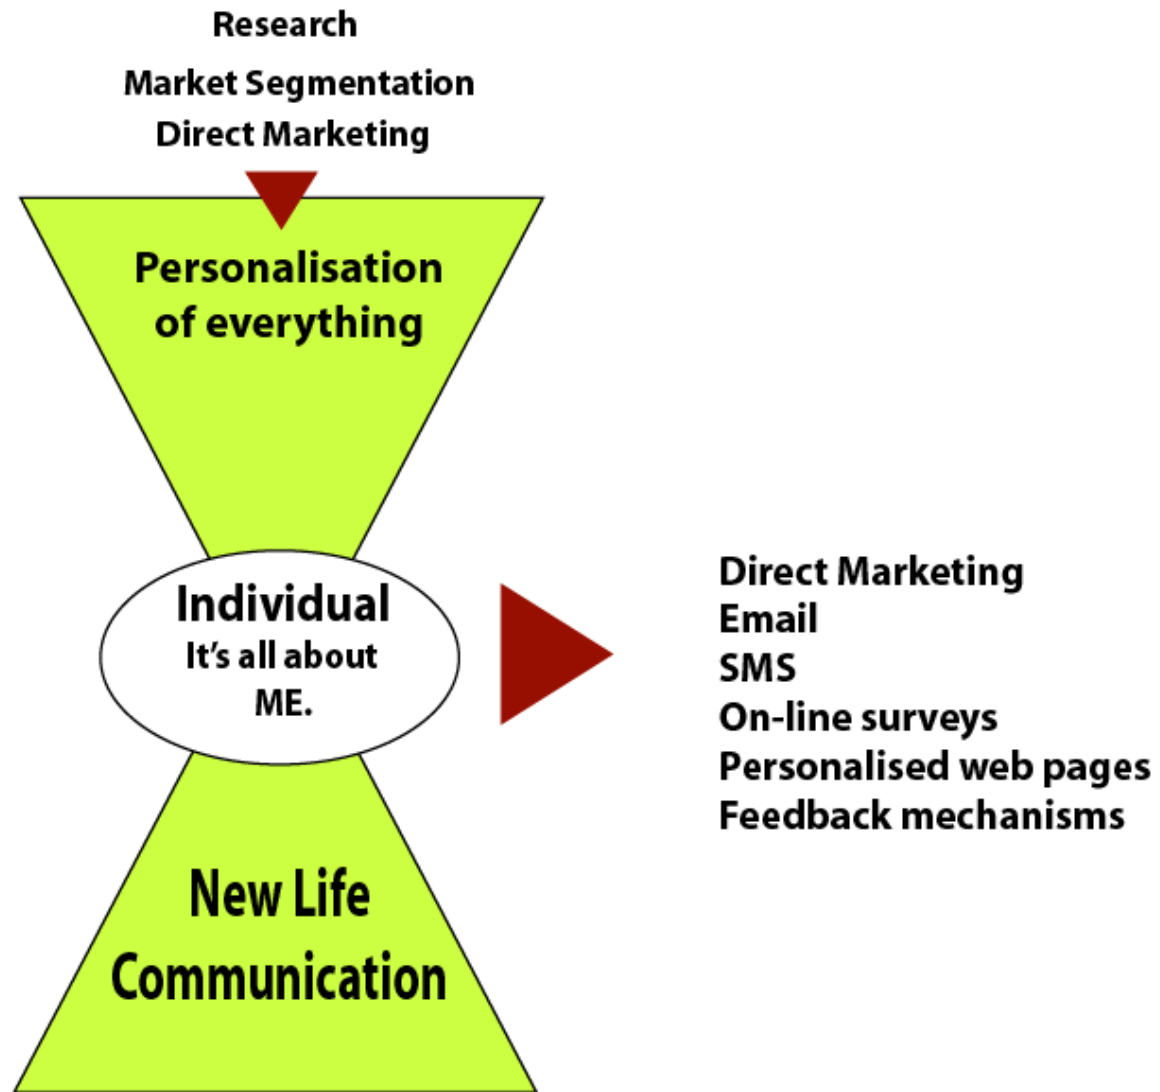 Research
Market Segmentation
Direct Marketing
Personalisation
of everything
Individual
It's all about
ME.
Direct Marketing
Email
SMS
On-line surveys
Personalised web pages
Feedback mechanisms
New Life
Communication